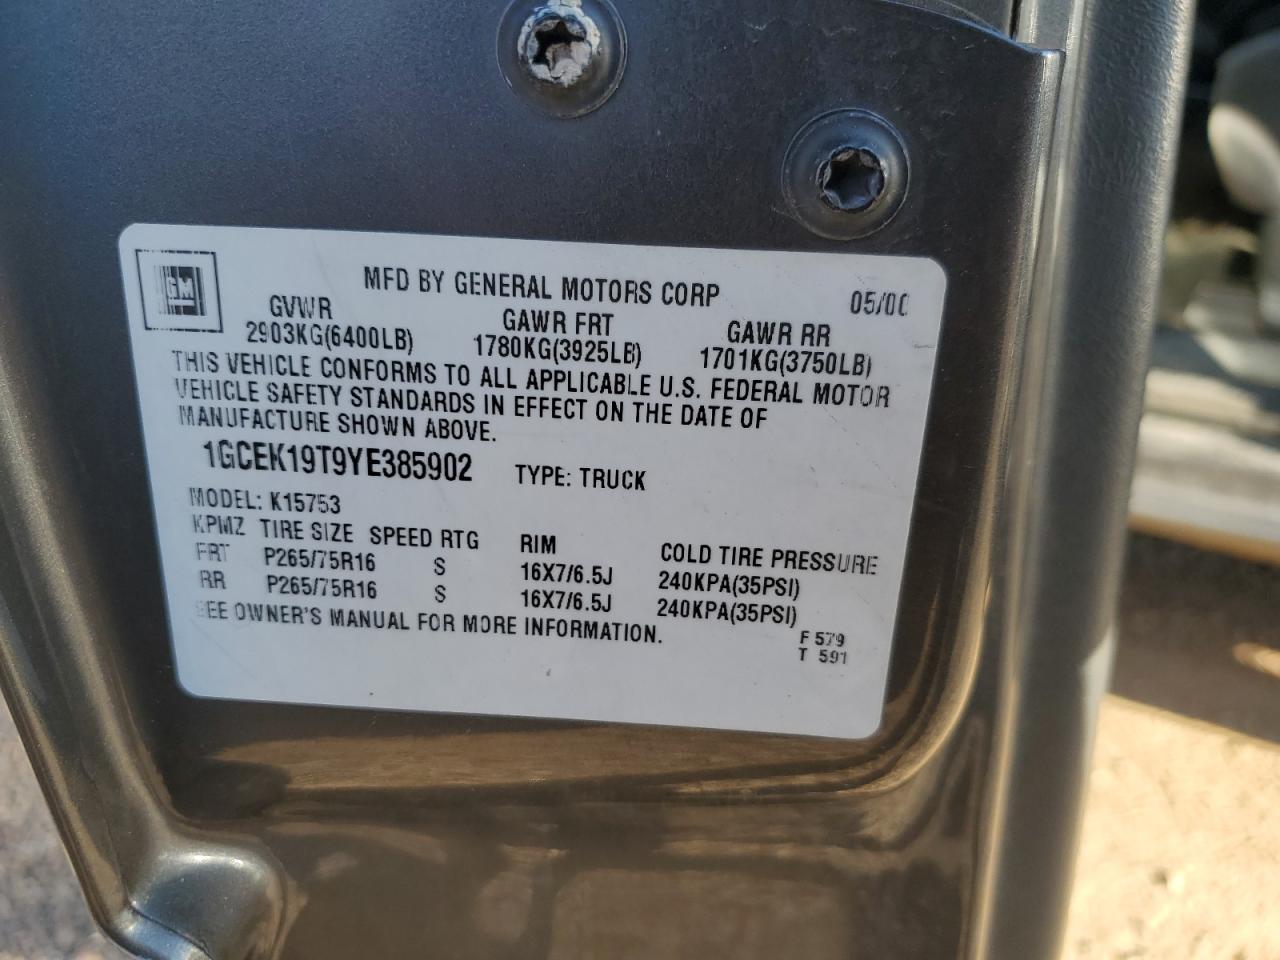 GM
MFD BY GENERAL MOTORS CORP 05/00
GVWR GAWR FRT GAWR RR
2903KG(6400LB) 1780KG(3925LB) 1701KG(3750LB)
THIS VEHICLE CONFORMS TO ALL APPLICABLE U.S. FEDERAL MOTOR
VEHICLE SAFETY STANDARDS IN EFFECT ON THE DATE OF
MANUFACTURE SHOWN ABOVE.
1GCEK19T9YE385902 TYPE: TRUCK
MODEL: K15753
KPMZ TIRE SIZE SPEED RTG RIM COLD TIRE PRESSURE
FRT P265/75R16 S 16X7/6.5J 240KPA(35PSI)
RR P265/75R16 S 16X7/6.5J 240KPA(35PSI)
SEE OWNER'S MANUAL FOR MORE INFORMATION.
F 579
T 591